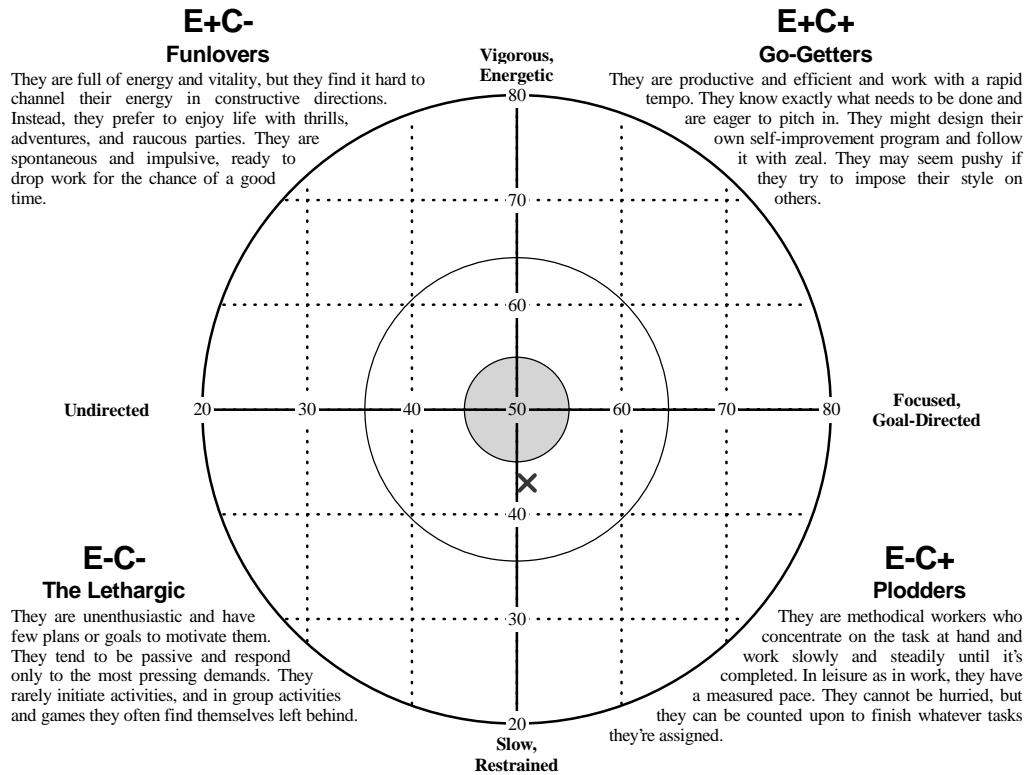 E+C-
Funlovers
They are full of energy and vitality, but they find it hard to
channel their energy in constructive directions.
Instead, they prefer to enjoy life with thrills,
adventures, and raucous parties. They are
spontaneous and impulsive, ready to
drop work for the chance of a good
time.
Vigorous,
Energetic
E+C+
Go-Getters
They are productive and efficient and work with a rapid
tempo. They know exactly what needs to be done and
are eager to pitch in. They might design their
own self-improvement program and follow
it with zeal. They may seem pushy if
they try to impose their style on
others.
80
70
60
Undirected
20 30 40 50 60 70 80
Focused,
Goal-Directed
40
30
20
E-C-
The Lethargic
They are unenthusiastic and have
few plans or goals to motivate them.
They tend to be passive and respond
only to the most pressing demands. They
rarely initiate activities, and in group activities
and games they often find themselves left behind.
Slow,
Restrained
E-C+
Plodders
They are methodical workers who
concentrate on the task at hand and
work slowly and steadily until it's
completed. In leisure as in work, they have
a measured pace. They cannot be hurried, but
they can be counted upon to finish whatever tasks
they're assigned.